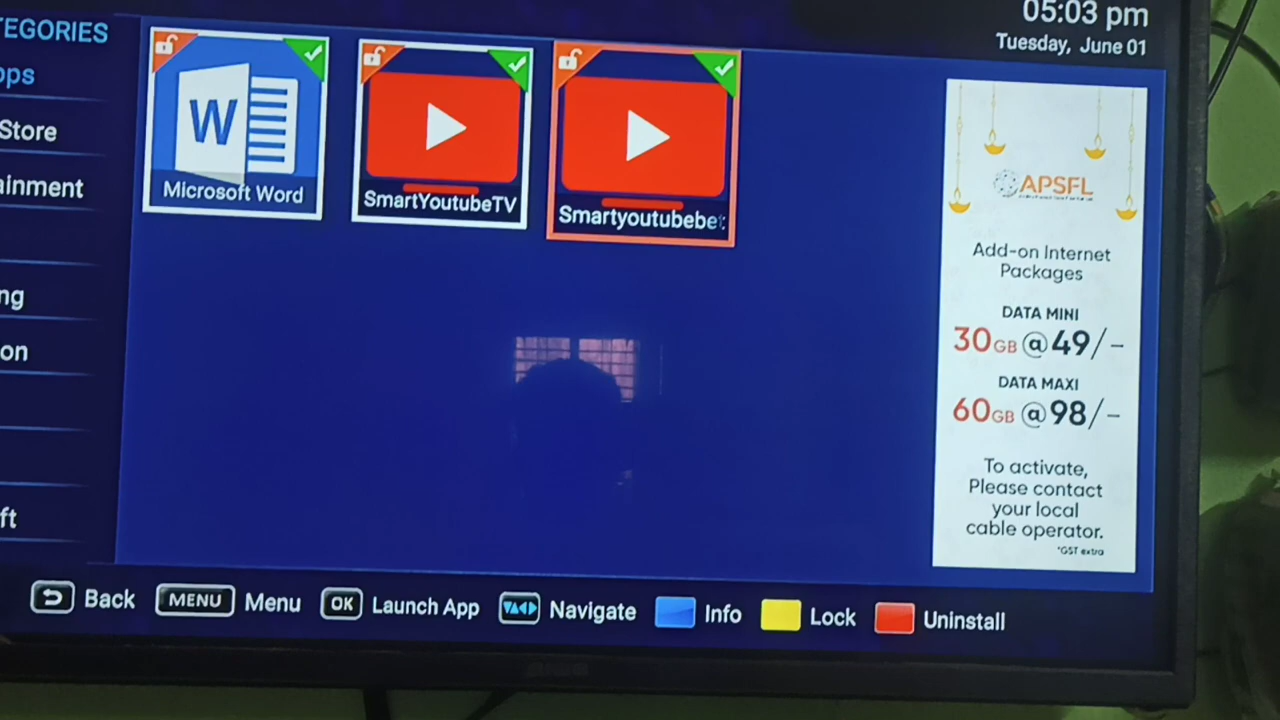 05:03 pm
Tuesday, June 01
TEGORIES
ops
Store
ainment
ng
on
ft
W
Microsoft Word
SmartYoutubeTV
Smartyoutubebet
APSFL
Add-on Internet
Packages
DATA MINI
30GB @49/-
DATA MAXI
60GB @98/-
To activate,
Please contact
your local
cable operator.
*GST extra
Back
MENU Menu
OK Launch App
Navigate
Info
Lock
Uninstall